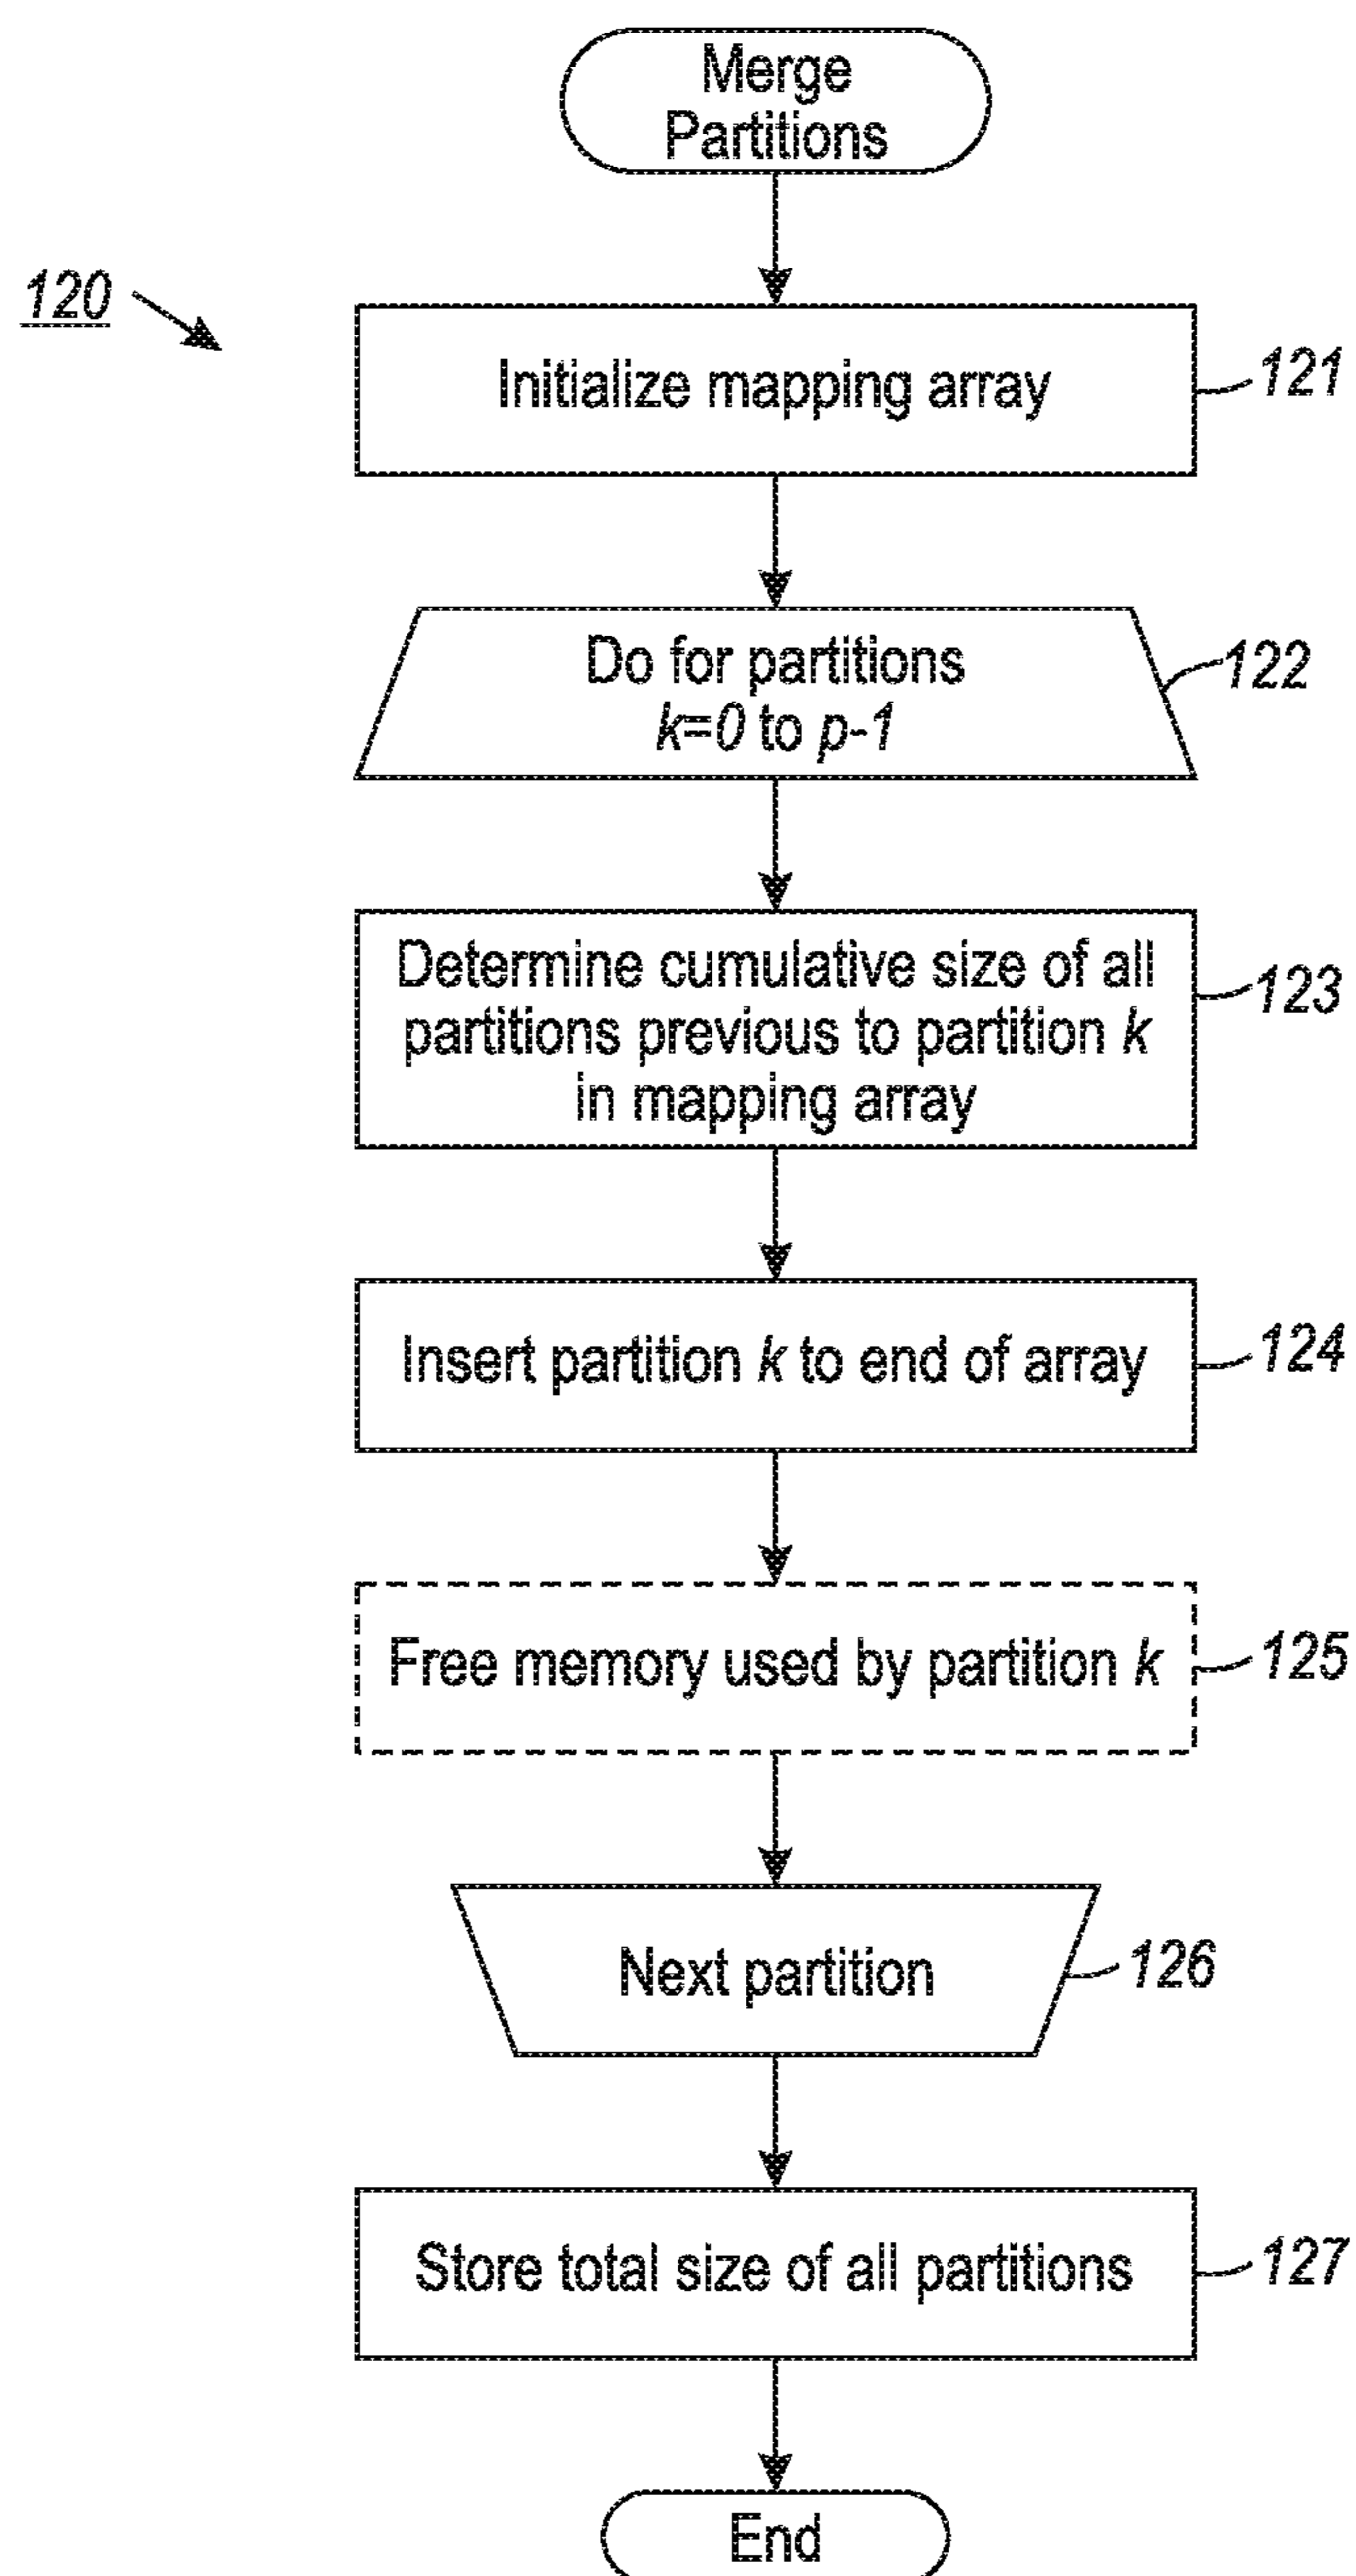 Merge
Partitions
120
Initialize mapping array
121
Do for partitions
k=0 to p-1
122
Determine cumulative size of all
partitions previous to partition k
in mapping array
123
Insert partition k to end of array
124
Free memory used by partition k
125
Next partition
126
Store total size of all partitions
127
End